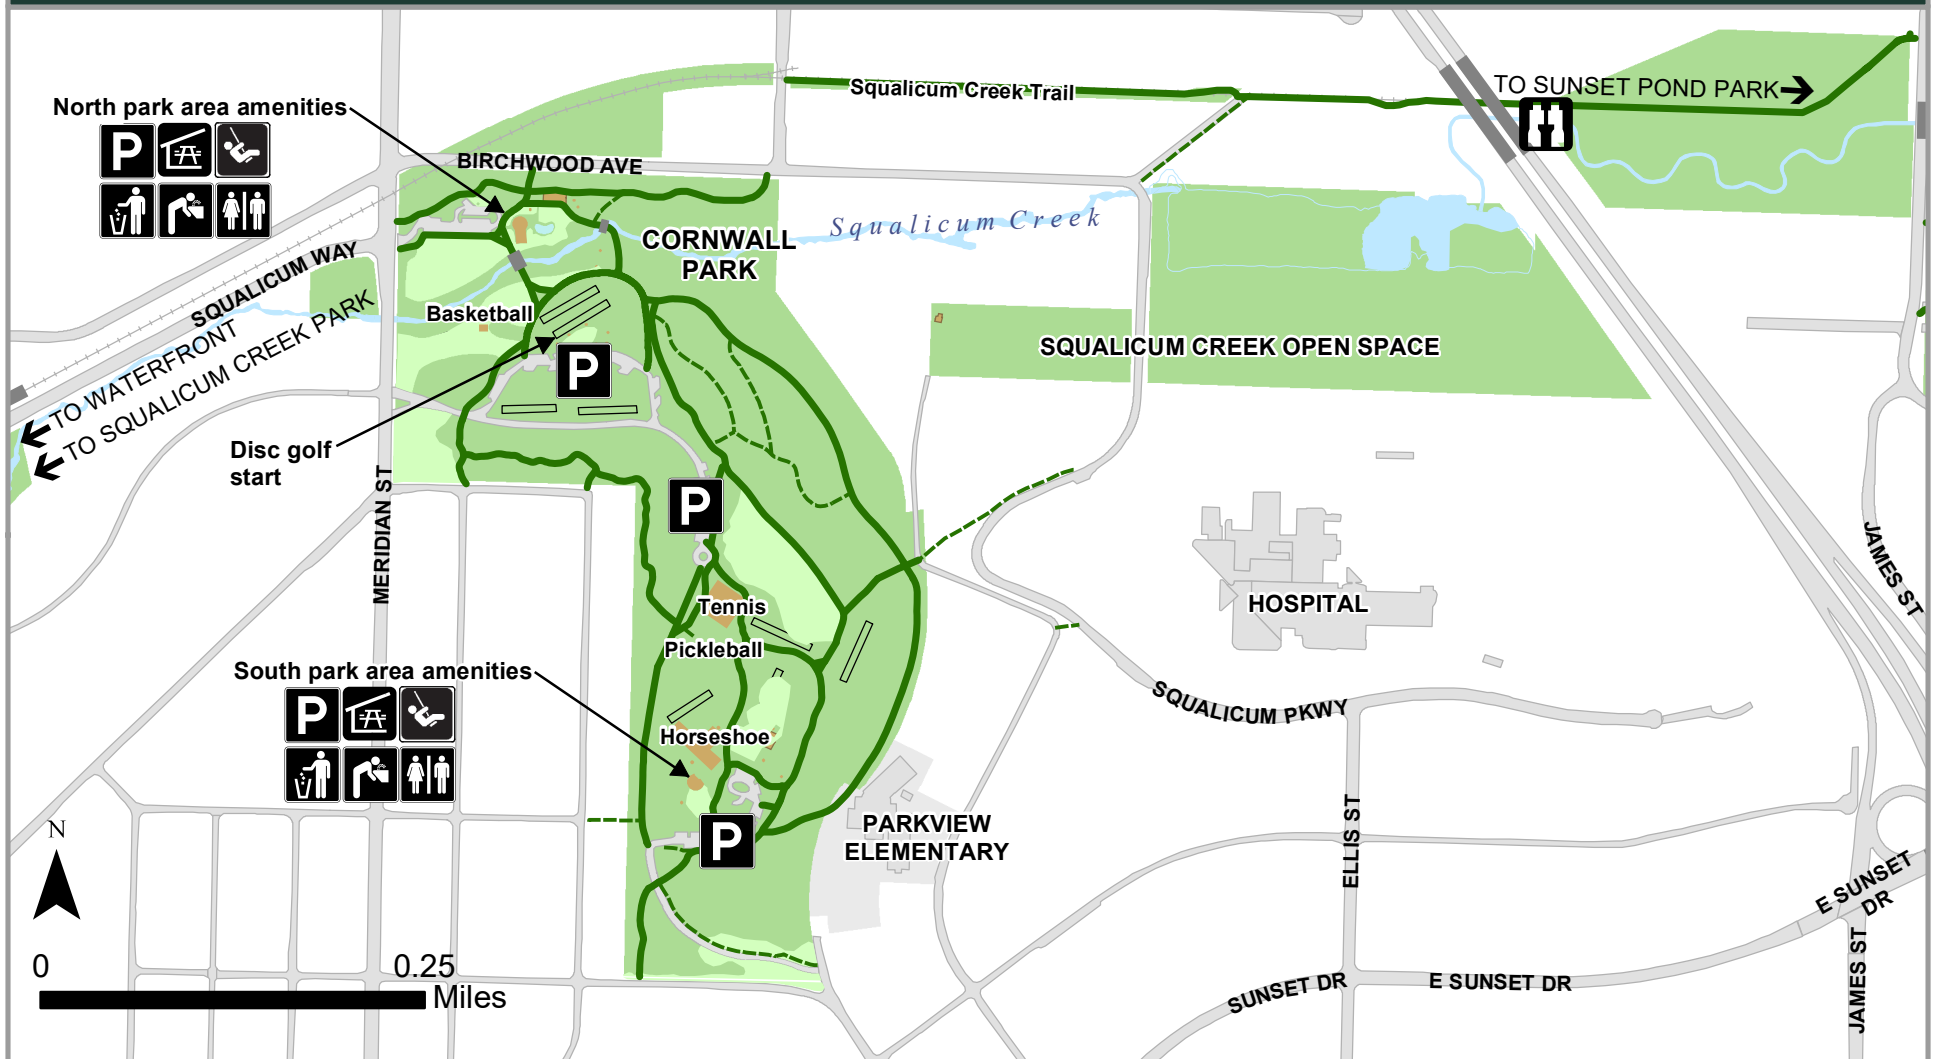 Squalicum Creek Trail
TO SUNSET POND PARK
North park area amenities
P
BIRCHWOOD AVE
CORNWALL
PARK
Squalicum Creek
SQUALICUM WAY
Basketball
TO WATERFRONT
TO SQUALICUM CREEK PARK
SQUALICUM CREEK OPEN SPACE
P
Disc golf
start
MERIDIAN ST
P
JAMES ST
Tennis
HOSPITAL
Pickleball
South park area amenities
P
SQUALICUM PKWY
Horseshoe
P
PARKVIEW
ELEMENTARY
ELLIS ST
E SUNSET
DR
N
0
0.25
Miles
SUNSET DR
E SUNSET DR
JAMES ST